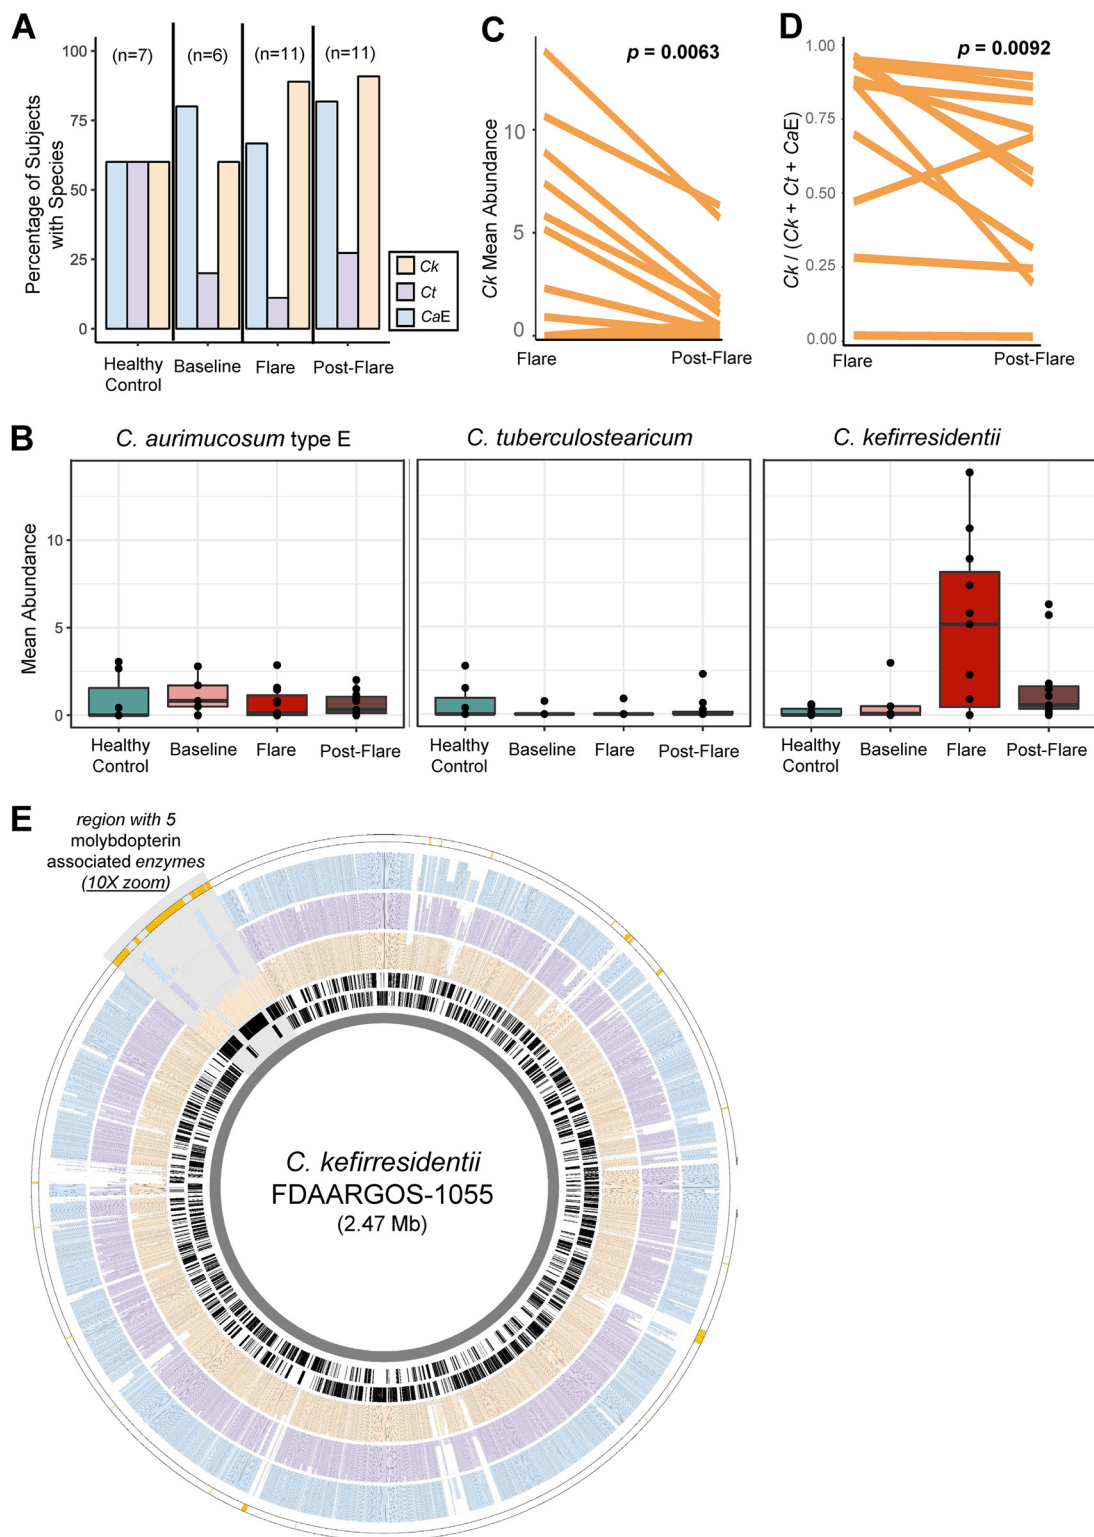 A
(n=7)
(n=6)
(n=11)
(n=11)
Percentage of Subjects
with Species
100
75
50
25
0
Healthy
Control
Baseline
Flare
Post-Flare
Ck
Ct
CaE
C
p = 0.0063
Ck Mean Abundance
10
5
0
Flare
Post-Flare
D
p = 0.0092
Ck / (Ck + Ct + CaE)
1.00
0.75
0.50
0.25
0.00
Flare
Post-Flare
B
C. aurimucosum type E
C. tuberculostearicum
C. kefirresidentii
Mean Abundance
10
5
0
Healthy
Control
Baseline
Flare
Post-Flare
Healthy
Control
Baseline
Flare
Post-Flare
Healthy
Control
Baseline
Flare
Post-Flare
E
region with 5
molybdopterin
associated enzymes
(10X zoom)
C. kefirresidentii
FDAARGOS-1055
(2.47 Mb)